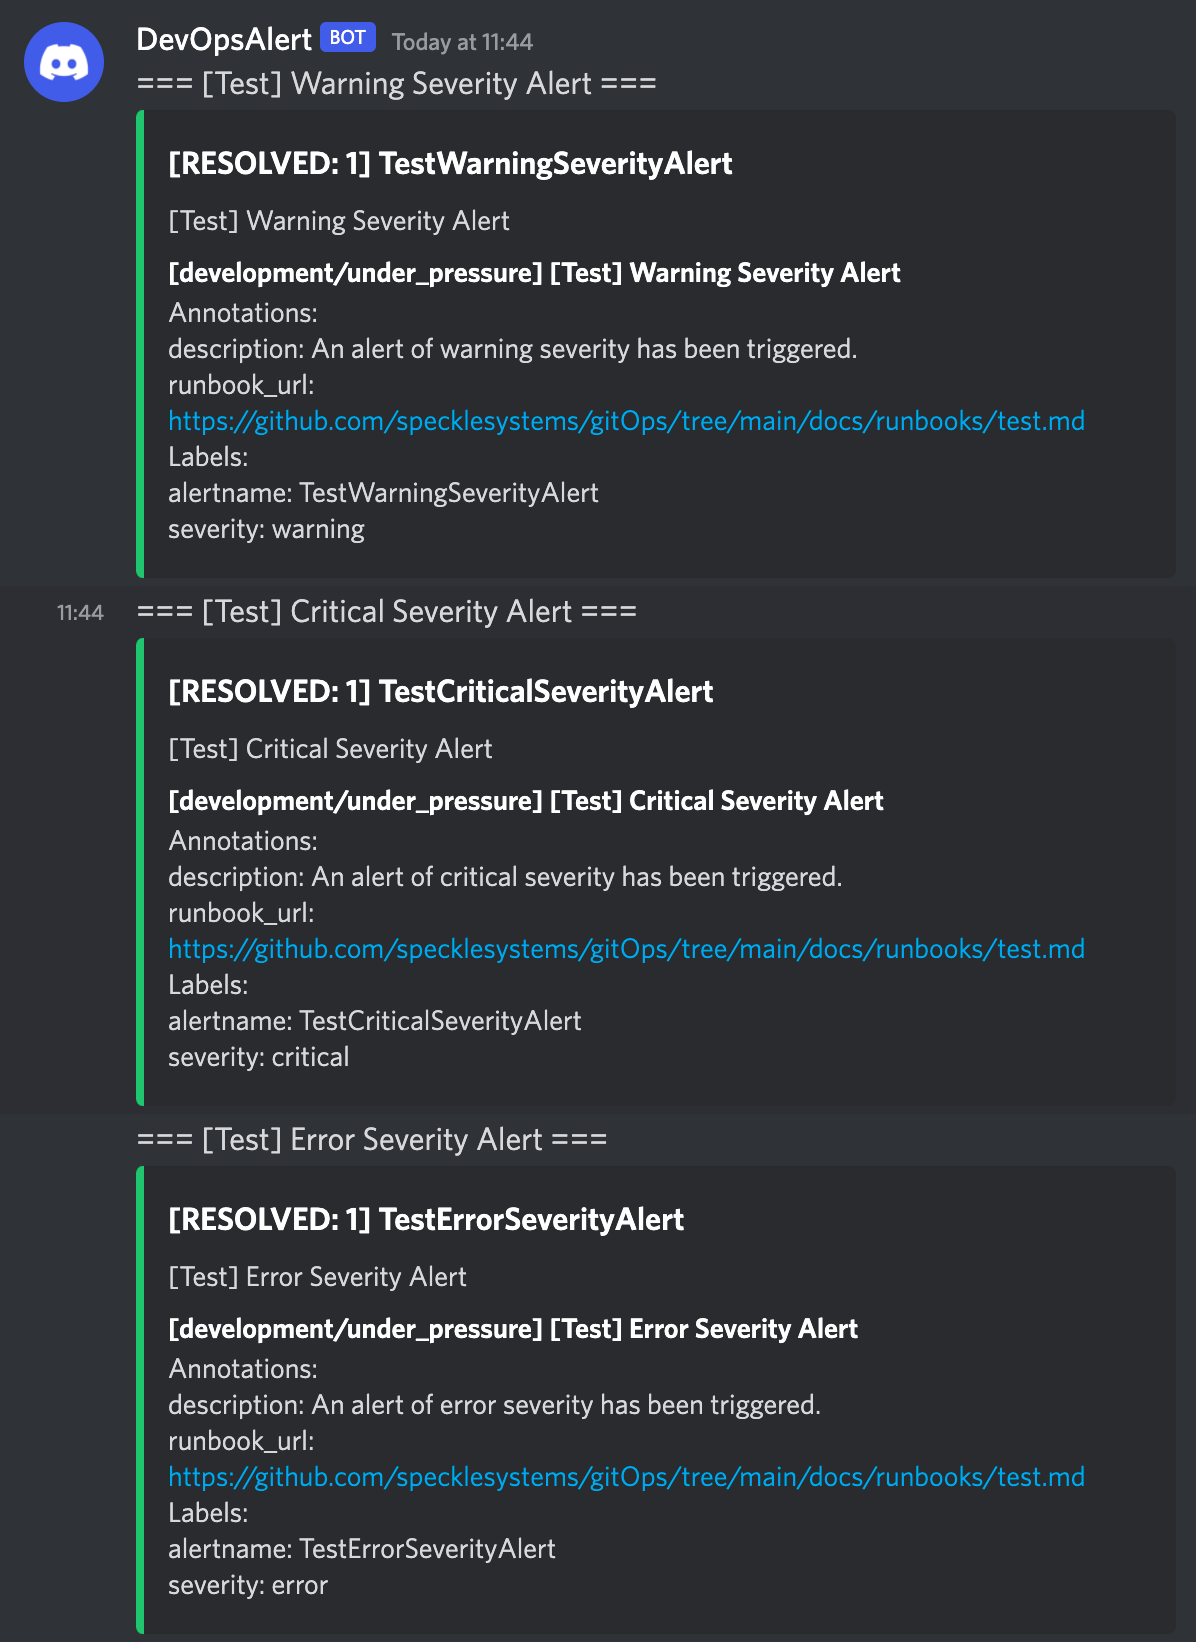 DevOpsAlert BOT Today at 11:44
=== [Test] Warning Severity Alert ===
[RESOLVED: 1] TestWarningSeverityAlert
[Test] Warning Severity Alert
[development/under_pressure] [Test] Warning Severity Alert
Annotations:
description: An alert of warning severity has been triggered.
runbook_url:
https://github.com/specklesystems/gitOps/tree/main/docs/runbooks/test.md
Labels:
alertname: TestWarningSeverityAlert
severity: warning
11:44 === [Test] Critical Severity Alert ===
[RESOLVED: 1] TestCriticalSeverityAlert
[Test] Critical Severity Alert
[development/under_pressure] [Test] Critical Severity Alert
Annotations:
description: An alert of critical severity has been triggered.
runbook_url:
https://github.com/specklesystems/gitOps/tree/main/docs/runbooks/test.md
Labels:
alertname: TestCriticalSeverityAlert
severity: critical
=== [Test] Error Severity Alert ===
[RESOLVED: 1] TestErrorSeverityAlert
[Test] Error Severity Alert
[development/under_pressure] [Test] Error Severity Alert
Annotations:
description: An alert of error severity has been triggered.
runbook_url:
https://github.com/specklesystems/gitOps/tree/main/docs/runbooks/test.md
Labels:
alertname: TestErrorSeverityAlert
severity: error